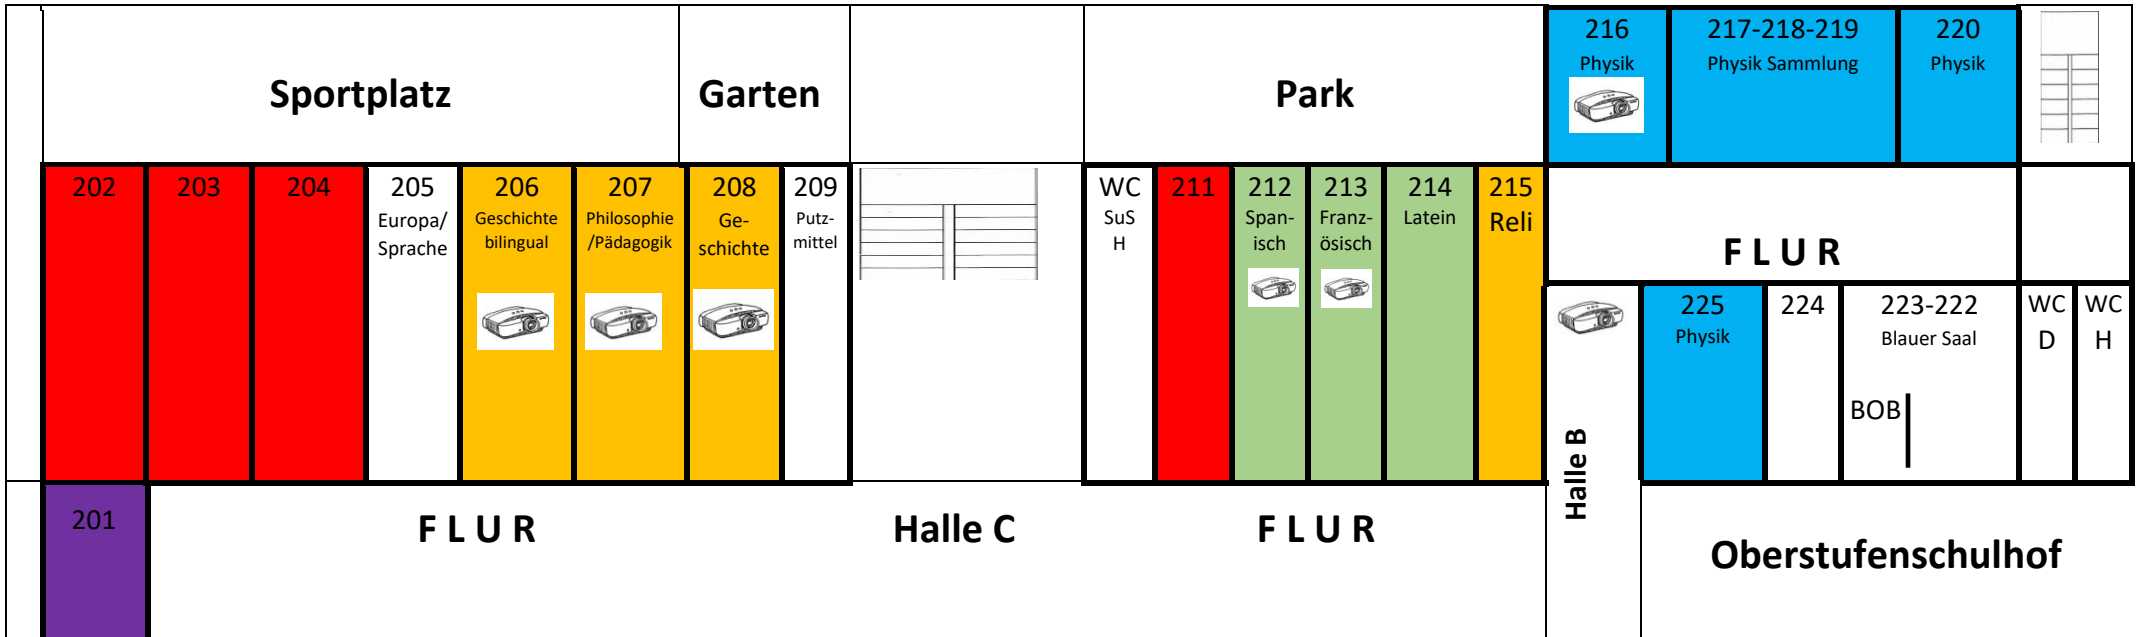 Sportplatz
Garten
Park
216
Physik
217-218-219
Physik Sammlung
220
Physik
202
203
204
205
Europa/
Sprache
206
Geschichte
bilingual
207
Philosophie
/Pädagogik
208
Ge-
schichte
209
Putz-
mittel
WC
SuS
H
211
212
Span-
isch
213
Franz-
ösisch
214
Latein
215
Reli
F L U R
225
Physik
224
223-222
Blauer Saal
BOB
WC
D
WC
H
Halle B
201
F L U R
Halle C
F L U R
Oberstufenschulhof